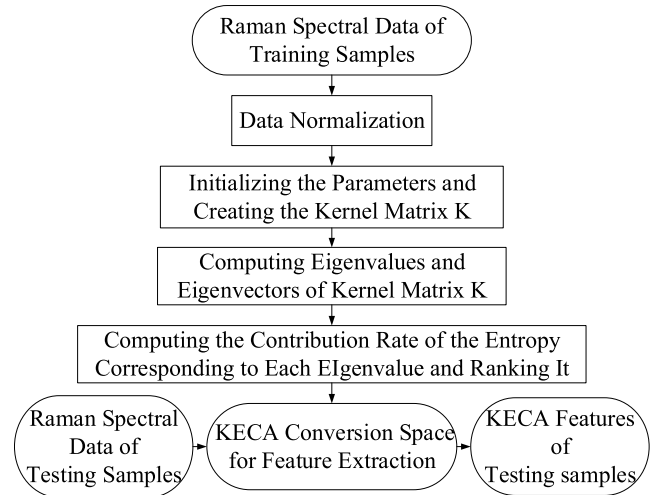 Raman Spectral Data of
Training Samples
Data Normalization
Initializing the Parameters and
Creating the Kernel Matrix K
Computing Eigenvalues and
Eigenvectors of Kernel Matrix K
Computing the Contribution Rate of the Entropy
Corresponding to Each EIgenvalue and Ranking It
Raman Spectral
Data of
Testing Samples
KECA Conversion Space
for Feature Extraction
KECA Features
of
Testing samples